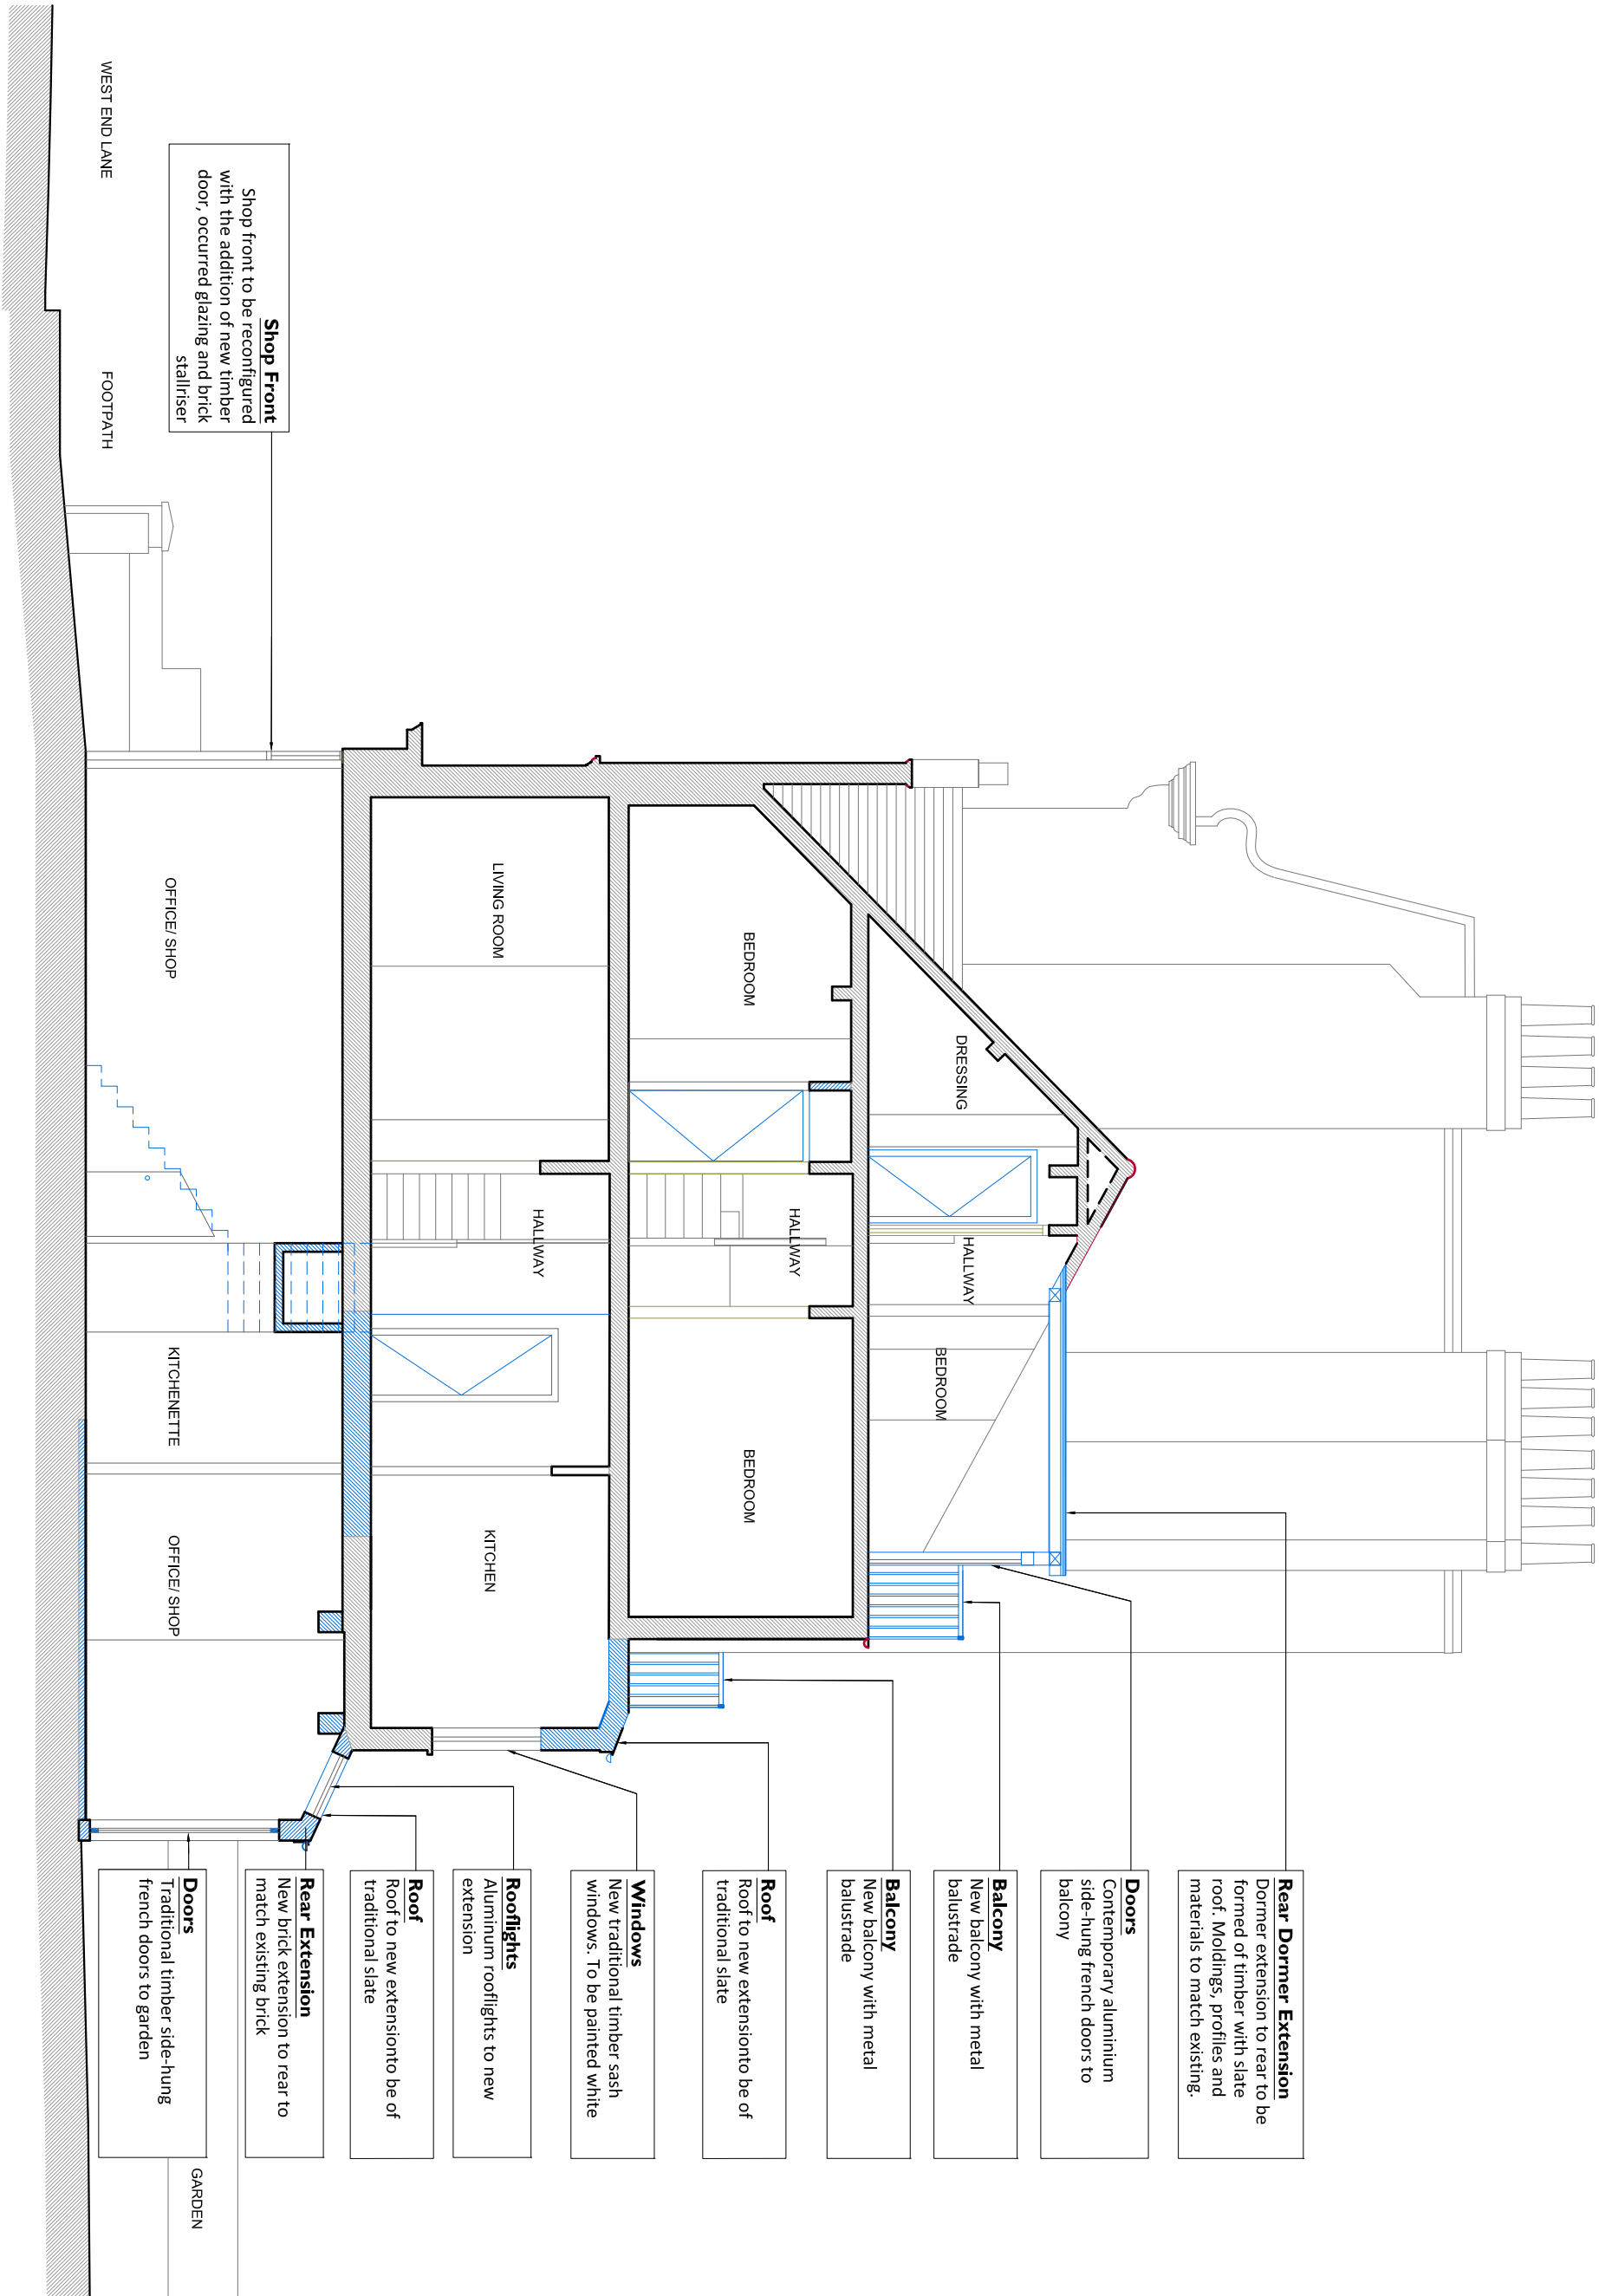 Rear Dormer Extension
Dormer extension to rear to be
formed of timber with slate
roof. Moldings, profiles and
materials to match existing.
Doors
Contemporary aluminium
side-hung french doors to
balcony
Balcony
New balcony with metal
balustrade
Balcony
New balcony with metal
balustrade
Roof
Roof to new extensionto be of
traditional slate
Windows
New traditional timber sash
windows. To be painted white
Rooflights
Aluminum rooflights to new
extension
Roof
Roof to new extensionto be of
traditional slate
Rear Extension
New brick extension to rear to
match existing brick
Doors
Traditional timber side-hung
french doors to garden
GARDEN
DRESSING
HALLWAY
BEDROOM
BEDROOM
HALLWAY
BEDROOM
LIVING ROOM
HALLWAY
KITCHEN
OFFICE/ SHOP
KITCHENETTE
OFFICE/ SHOP
Shop Front
Shop front to be reconfigured
with the addition of new timber
door, occurred glazing and brick
stallriser
WEST END LANE
FOOTPATH